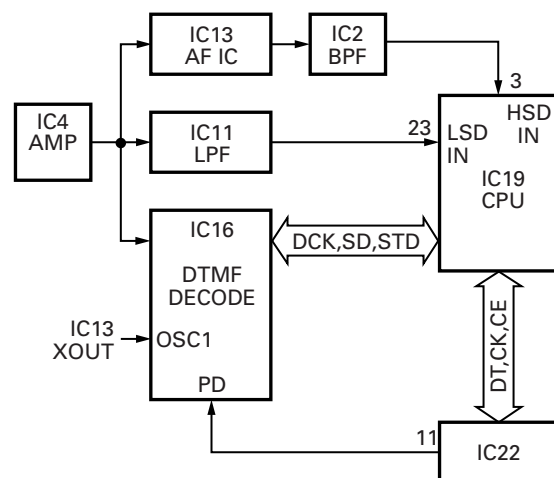 IC13
AF IC
IC2
BPF
3
IC4
AMP
IC11
LPF
23
HSD
IN
LSD
IN
IC19
CPU
IC16
DTMF
DECODE
DCK,SD,STD
IC13
XOUT
OSC1
PD
DT,CK,CE
11
IC22